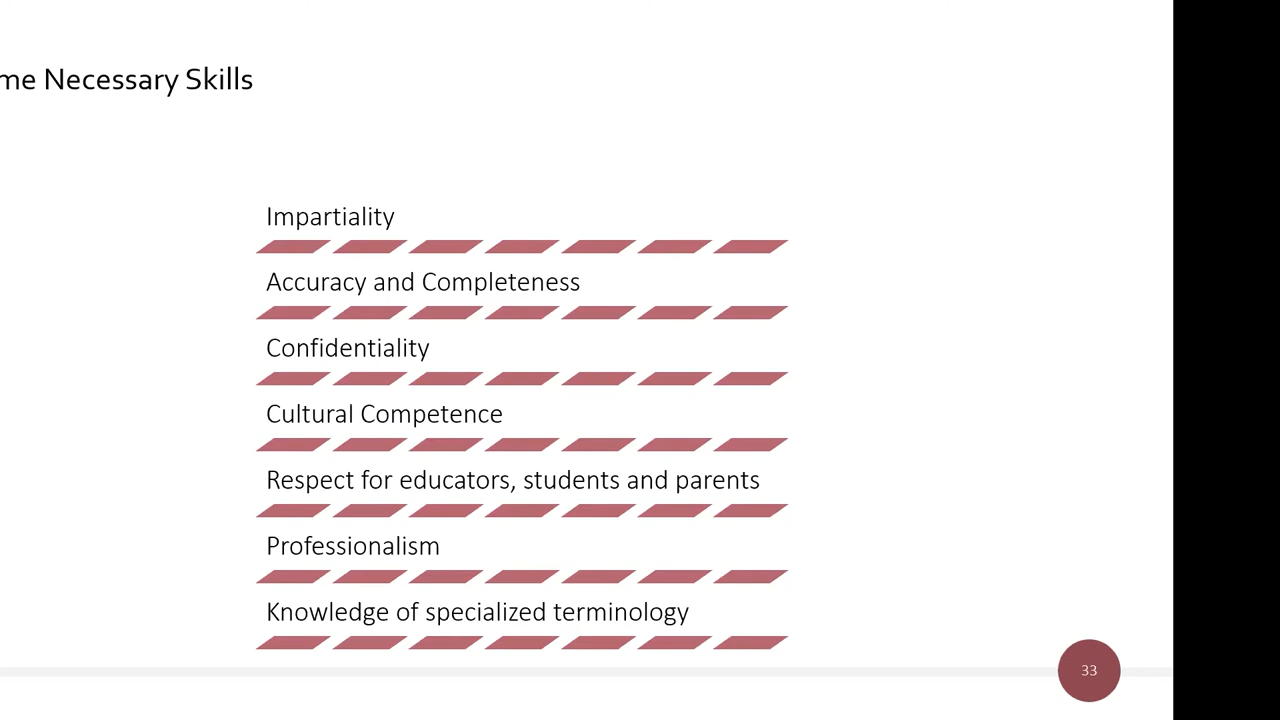 me Necessary Skills
Impartiality
Accuracy and Completeness
Confidentiality
Cultural Competence
Respect for educators, students and parents
Professionalism
Knowledge of specialized terminology
33